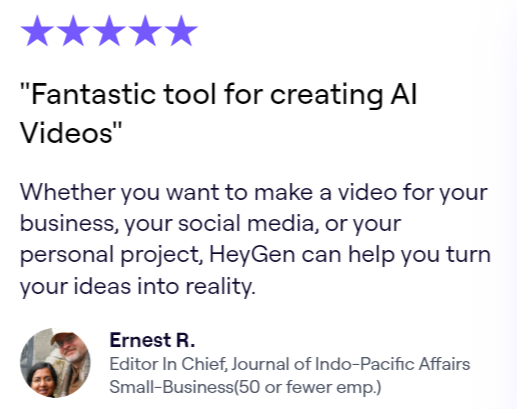 "Fantastic tool for creating AI
Videos"
Whether you want to make a video for your
business, your social media, or your
personal project, HeyGen can help you turn
your ideas into reality.
Ernest R.
Editor In Chief, Journal of Indo-Pacific Affairs
Small-Business(50 or fewer emp.)